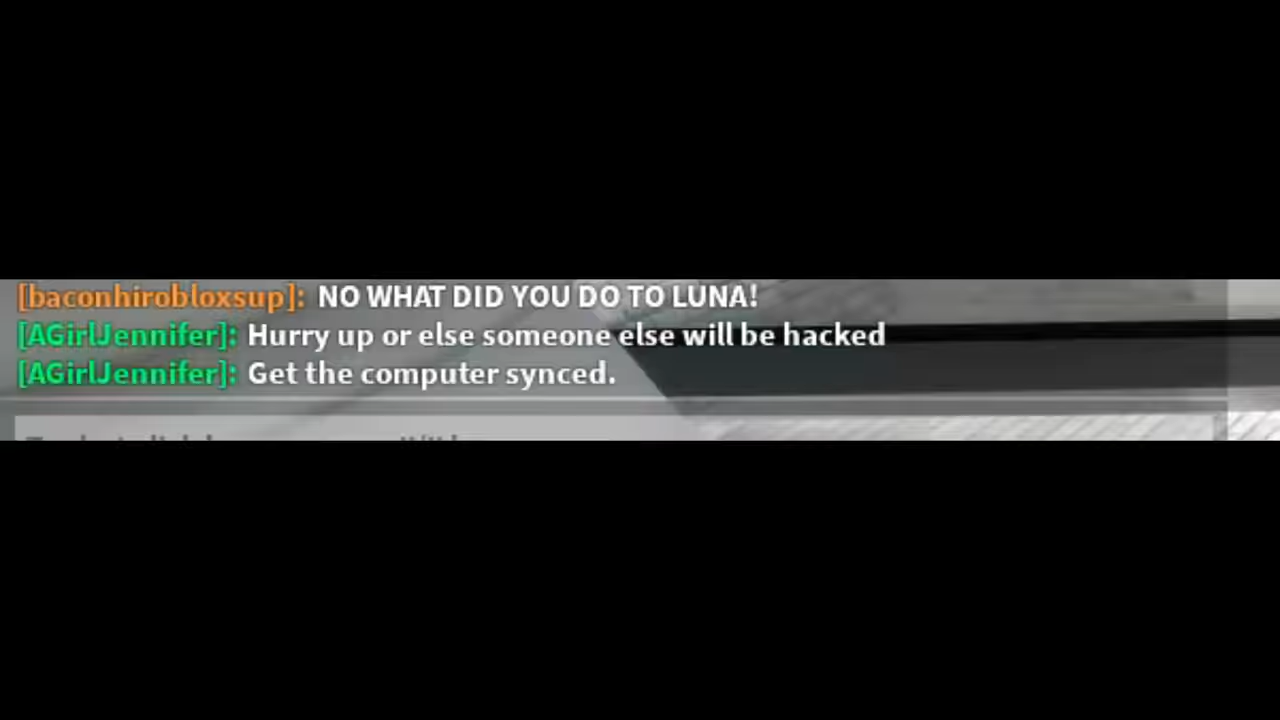 [baconhirobloxsup]: NO WHAT DID YOU DO TO LUNA!
[AGirlJennifer]: Hurry up or else someone else will be hacked
[AGirlJennifer]: Get the computer synced.